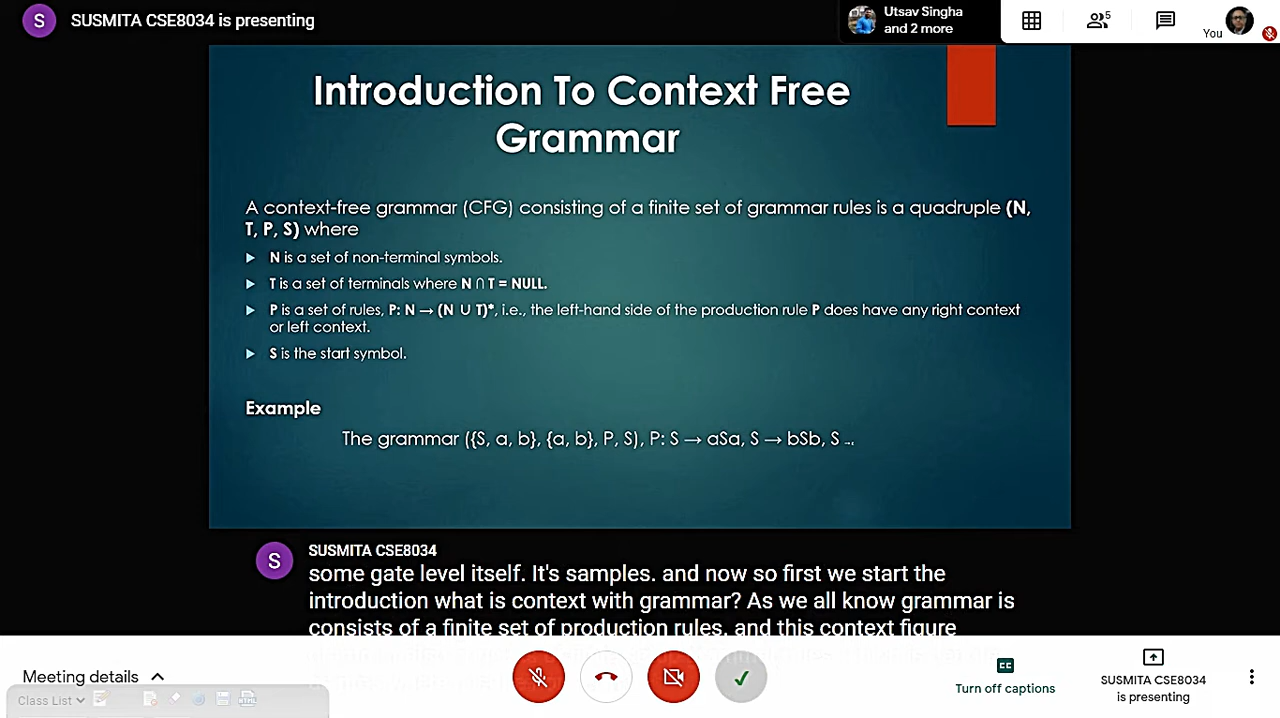 SUSMITA CSE8034 is presenting
Utsav Singha
and 2 more
5
You
Introduction To Context Free
Grammar
A context-free grammar (CFG) consisting of a finite set of grammar rules is a quadruple (N,
T, P, S) where
N is a set of non-terminal symbols.
T is a set of terminals where N ∩ T = NULL.
P is a set of rules, P: N → (N ∪ T)*, i.e., the left-hand side of the production rule P does have any right context
or left context.
S is the start symbol.
Example
The grammar ({S, a, b}, {a, b}, P, S), P: S → aSa, S → bSb, S
S
SUSMITA CSE8034
some gate level itself. It's samples. and now so first we start the
introduction what is context with grammar? As we all know grammar is
consists of a finite set of production rules. and this context figure
Meeting details
Class List
CC
Turn off captions
SUSMITA CSE8034
is presenting